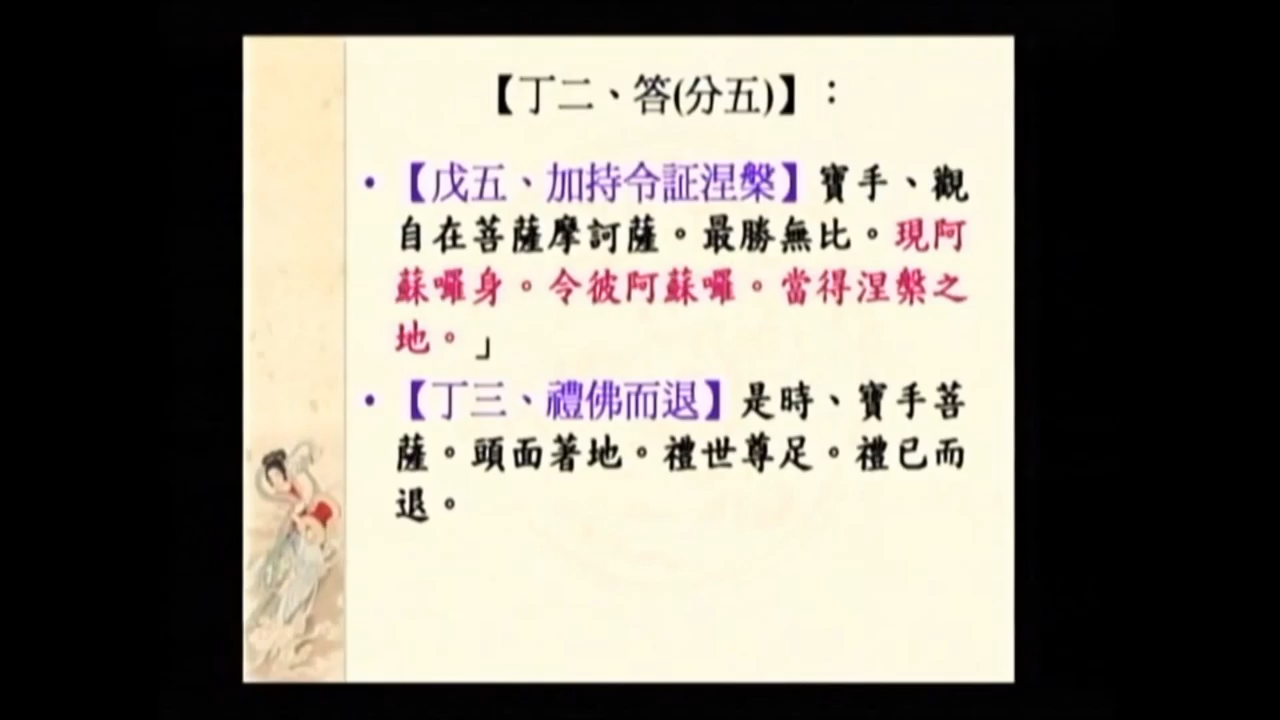 【丁二、答(分五)】：
•【戊五、加持令証涅槃】寶手、觀
自在菩薩摩訶薩。最勝無比。現阿
蘇囉身。令彼阿蘇囉。當得涅槃之
地。」
•【丁三、禮佛而退】是時、寶手菩
薩。頭面著地。禮世尊足。禮已而
退。